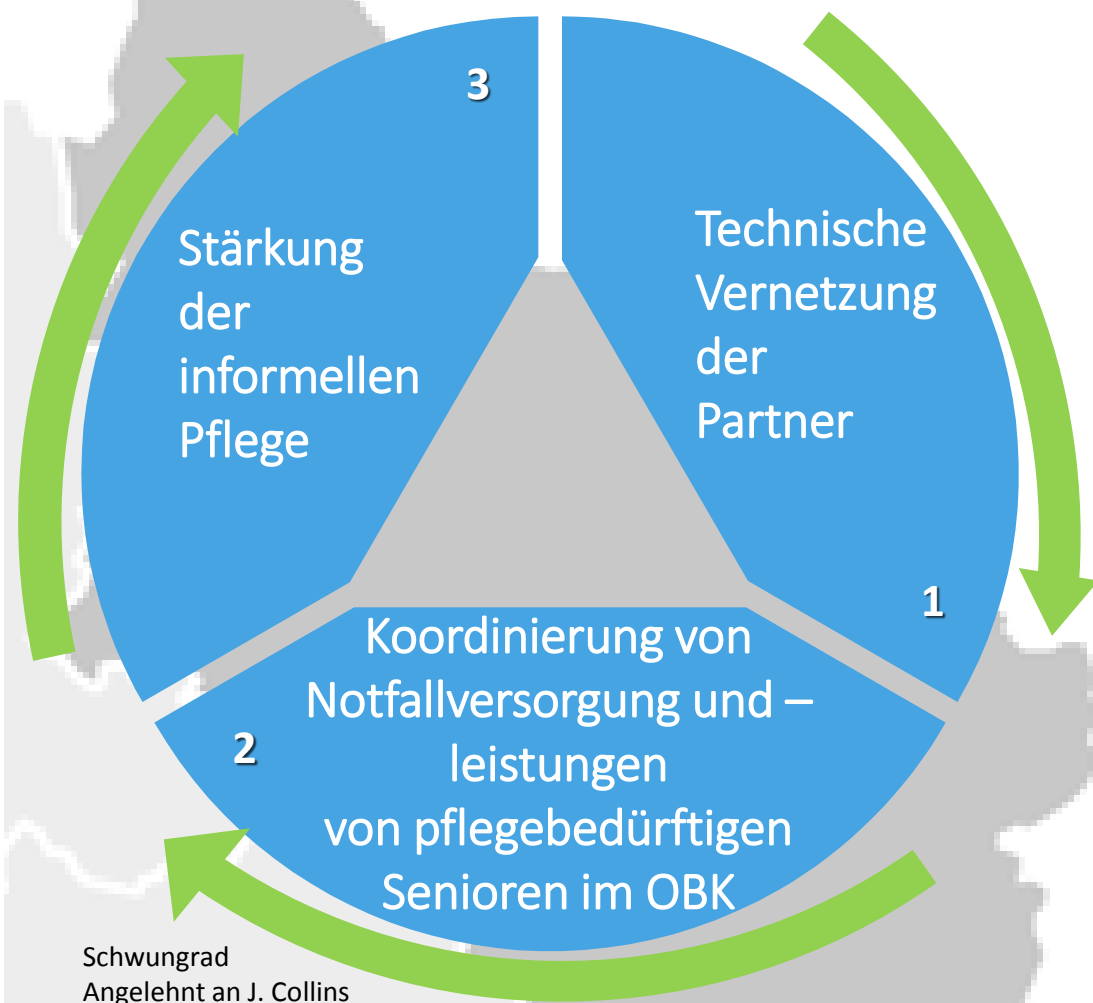 3
Stärkung
der
informellen
Pflege
Technische
Vernetzung
der
Partner
1
2
Koordinierung von
Notfallversorgung und –
leistungen
von pflegebedürftigen
Senioren im OBK
Schwungrad
Angelehnt an J. Collins